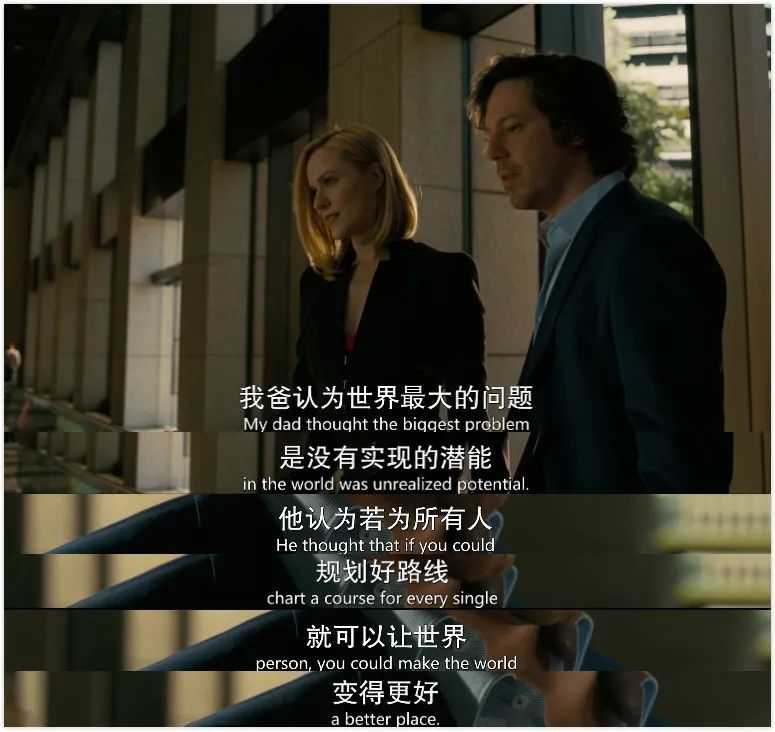 我爸认为世界最大的问题
My dad thought the biggest problem
是没有实现的潜能
in the world was unrealized potential.
他认为若为所有人
He thought that if you could
规划好路线
chart a course for every single
就可以让世界
person, you could make the world
变得更好
a better place.